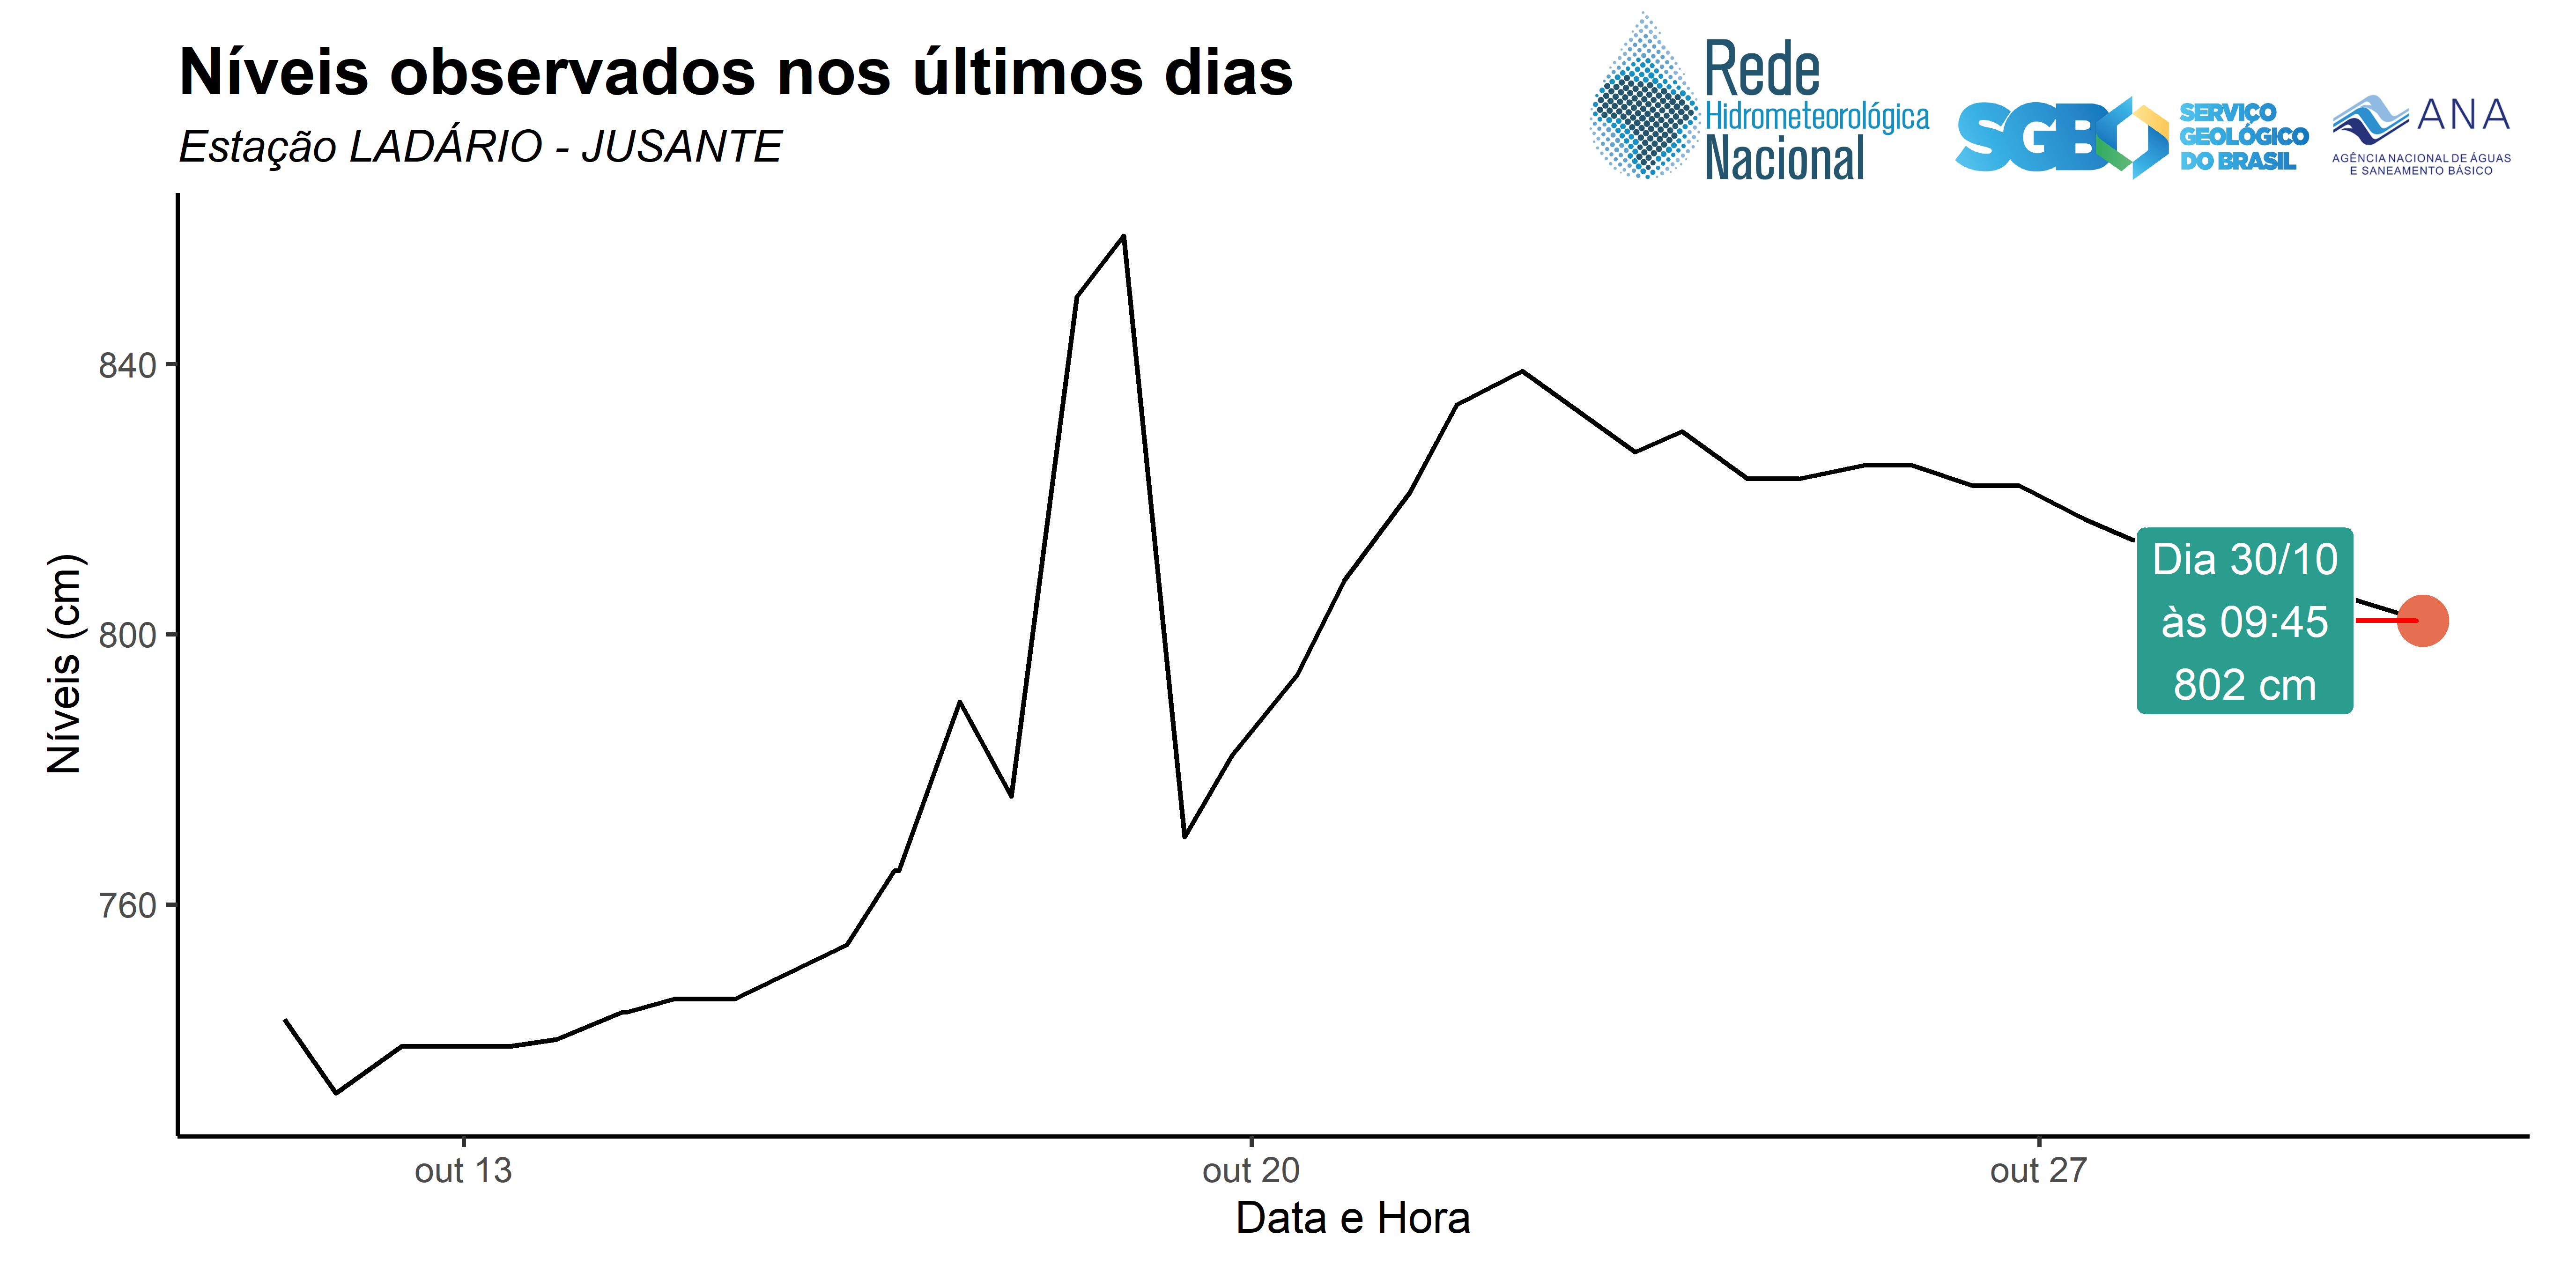 Níveis observados nos últimos dias
Estação LADÁRIO - JUSANTE
Rede
Hidrometeorológica
Nacional
SGB
SERVIÇO
GEOLÓGICO
DO BRASIL
ANA
AGÊNCIA NACIONAL DE ÁGUAS
E SANEAMENTO BÁSICO
Níveis (cm)
840
800
760
Dia 30/10
às 09:45
802 cm
out 13
out 20
out 27
Data e Hora